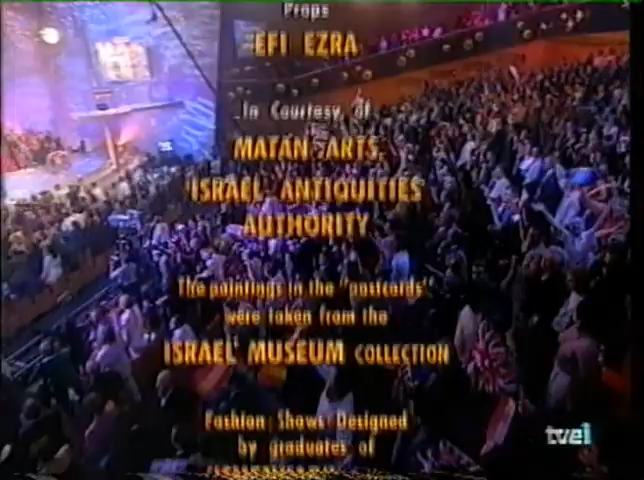 Props
EFI EZRA
In Courtesy of
MATAN ARTS,
ISRAEL ANTIQUITIES
AUTHORITY
The paintings in the "postcards"
were taken from the
ISRAEL MUSEUM COLLECTION
Fashion Shows Designed
by graduates of
tve1